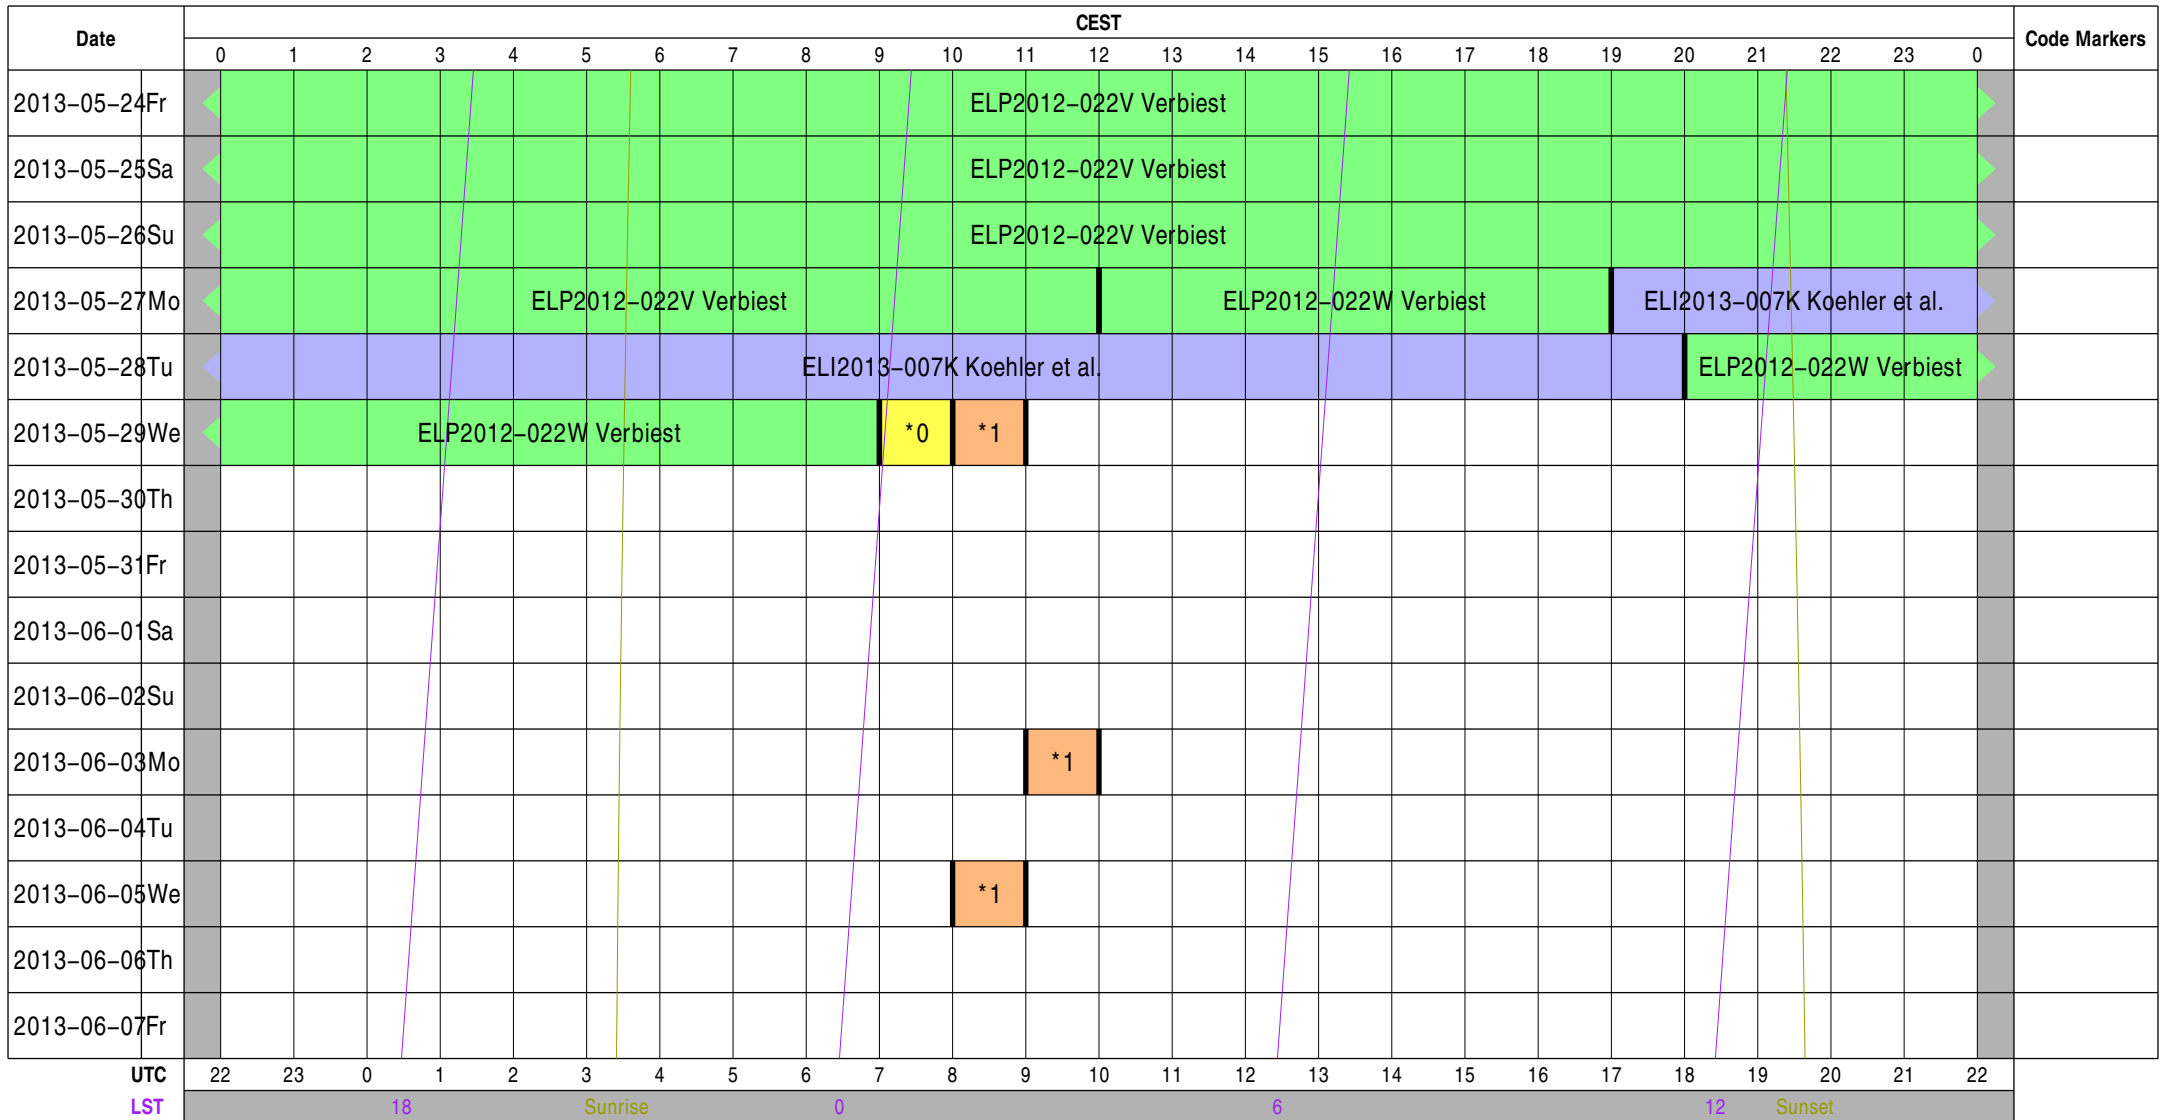 Date CEST Code Markers
0 1 2 3 4 5 6 7 8 9 10 11 12 13 14 15 16 17 18 19 20 21 22 23 0
2013−05−24Fr ELP2012−022V Verbiest
2013−05−25Sa ELP2012−022V Verbiest
2013−05−26Su ELP2012−022V Verbiest
2013−05−27Mo ELP2012−022V Verbiest ELP2012−022W Verbiest ELI2013−007K Koehler et al.
2013−05−28Tu ELI2013−007K Koehler et al. ELP2012−022W Verbiest
2013−05−29We ELP2012−022W Verbiest *0 *1
2013−05−30Th
2013−05−31Fr
2013−06−01Sa
2013−06−02Su
2013−06−03Mo *1
2013−06−04Tu
2013−06−05We *1
2013−06−06Th
2013−06−07Fr
UTC 22 23 0 1 2 3 4 5 6 7 8 9 10 11 12 13 14 15 16 17 18 19 20 21 22
LST 18 Sunrise 0 6 12 Sunset